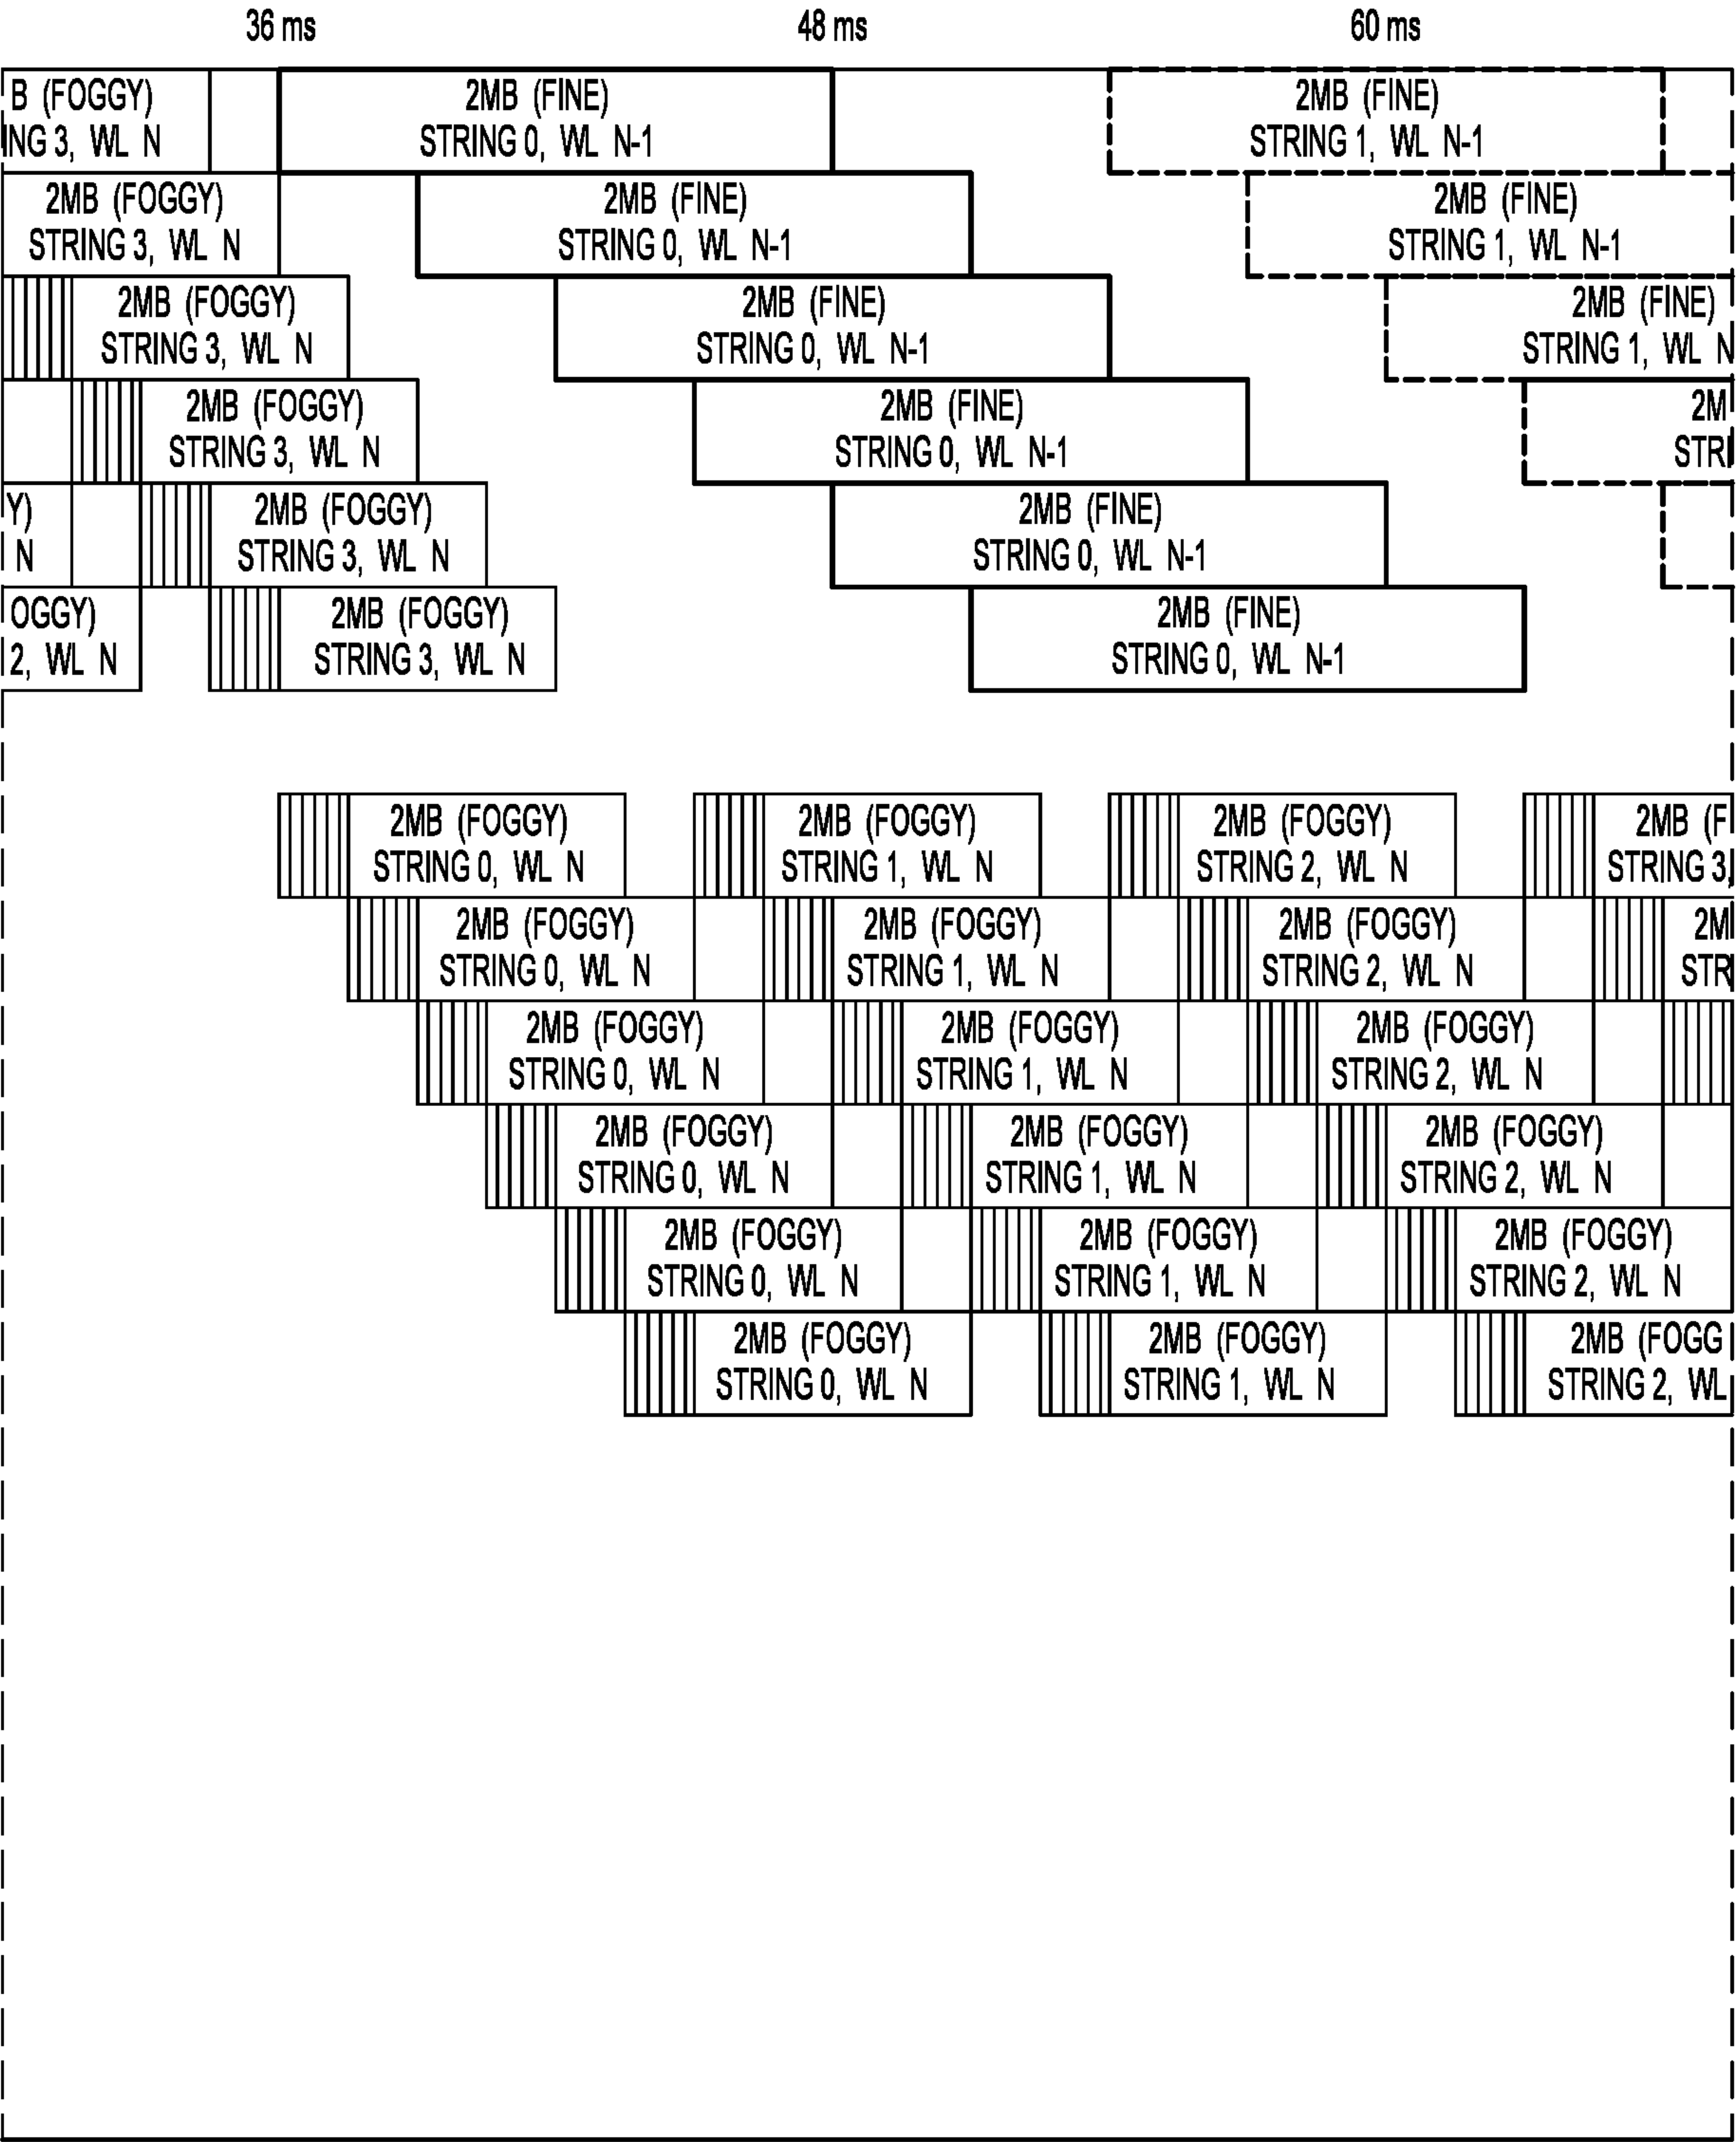 36 ms 48 ms 60 ms
B (FOGGY) 2MB (FINE) 2MB (FINE)
ING 3, WL N STRING 0, WL N-1 STRING 1, WL N-1
2MB (FOGGY) 2MB (FINE) 2MB (FINE)
STRING 3, WL N STRING 0, WL N-1 STRING 1, WL N-1
2MB (FOGGY) 2MB (FINE) 2MB (FINE)
STRING 3, WL N STRING 0, WL N-1 STRING 1, WL N
2MB (FOGGY) 2MB (FINE) 2M
STRING 3, WL N STRING 0, WL N-1 STRI
Y) 2MB (FOGGY) 2MB (FINE)
N STRING 3, WL N STRING 0, WL N-1
OGGY) 2MB (FOGGY) 2MB (FINE)
2, WL N STRING 3, WL N STRING 0, WL N-1
2MB (FOGGY) 2MB (FOGGY) 2MB (FOGGY) 2MB (F
STRING 0, WL N STRING 1, WL N STRING 2, WL N STRING 3,
2MB (FOGGY) 2MB (FOGGY) 2MB (FOGGY) 2M
STRING 0, WL N STRING 1, WL N STRING 2, WL N STR
2MB (FOGGY) 2MB (FOGGY) 2MB (FOGGY)
STRING 0, WL N STRING 1, WL N STRING 2, WL N
2MB (FOGGY) 2MB (FOGGY) 2MB (FOGGY)
STRING 0, WL N STRING 1, WL N STRING 2, WL N
2MB (FOGGY) 2MB (FOGGY) 2MB (FOGGY)
STRING 0, WL N STRING 1, WL N STRING 2, WL N
2MB (FOGGY) 2MB (FOGGY) 2MB (FOGG
STRING 0, WL N STRING 1, WL N STRING 2, WL